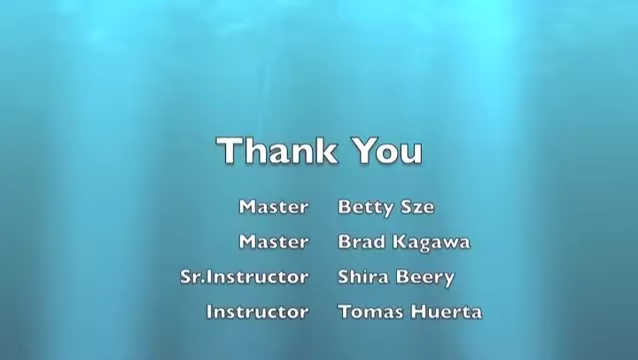 Thank You
Master Betty Sze
Master Brad Kagawa
Sr.Instructor Shira Beery
Instructor Tomas Huerta